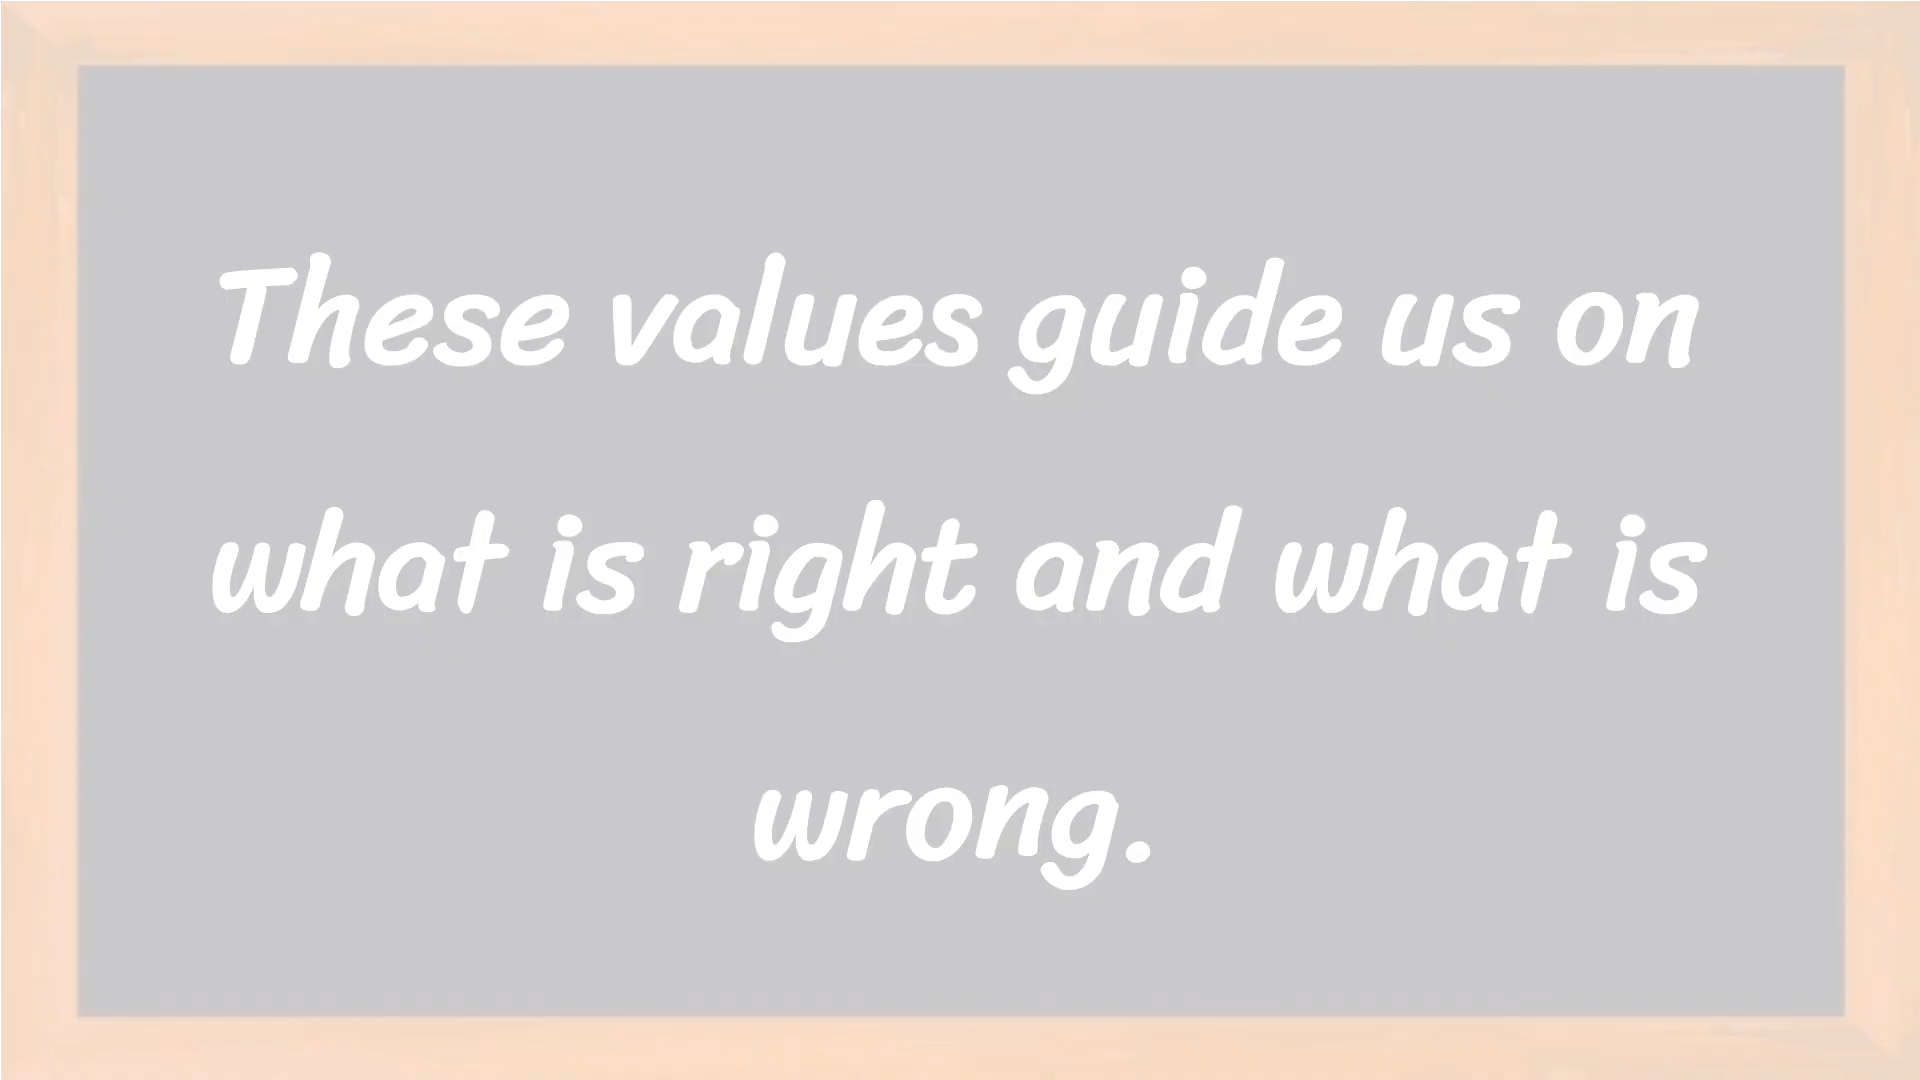 These values guide us on
what is right and what is
wrong.